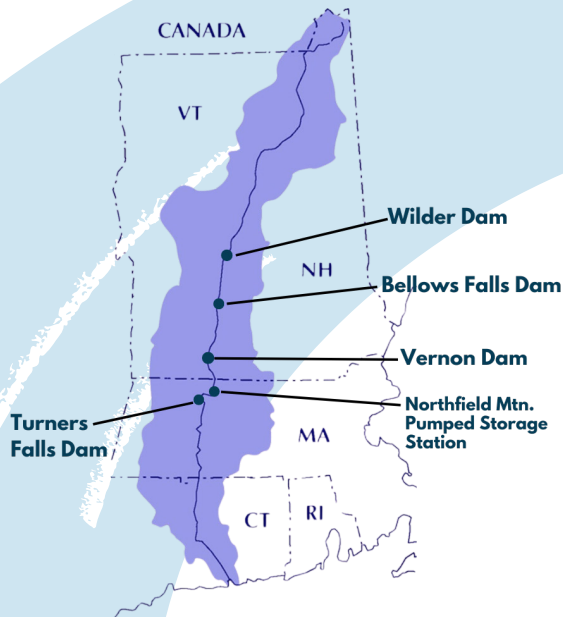 CANADA
VT
Wilder Dam
NH
Bellows Falls Dam
Vernon Dam
Northfield Mtn.
Pumped Storage
Station
Turners
Falls Dam
MA
CT
RI